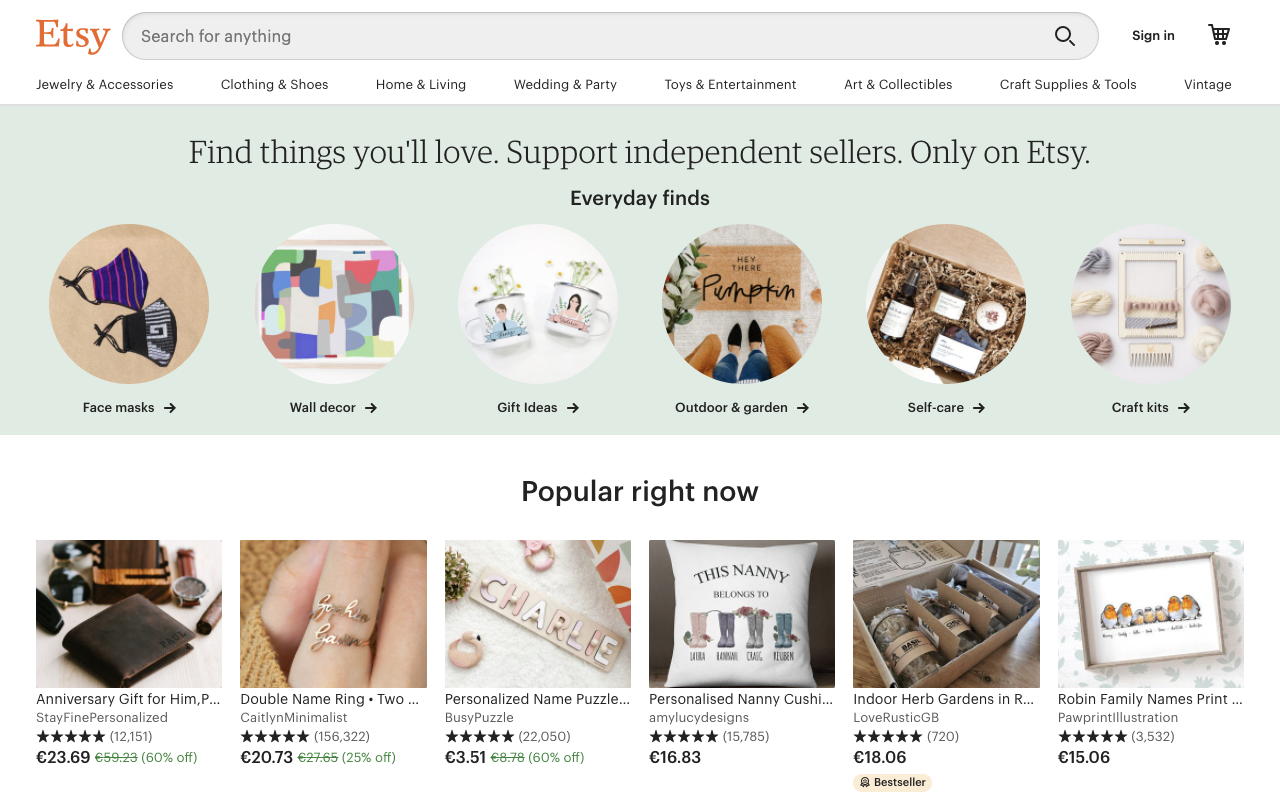 Etsy
Search for anything
Sign in
Jewelry & Accessories
Clothing & Shoes
Home & Living
Wedding & Party
Toys & Entertainment
Art & Collectibles
Craft Supplies & Tools
Vintage
Find things you'll love. Support independent sellers. Only on Etsy.
Everyday finds
HEY
THERE
Pumpkin
Face masks
Wall decor
Gift Ideas
Outdoor & garden
Self-care
Craft kits
Popular right now
PAUL
Sophia
Gavin
CHARLIE
THIS NANNY
BELONGS TO
LAURA HANNAH CRAIG REUBEN
BASIL
Anniversary Gift for Him,P...
StayFinePersonalized
(12,151)
€23.69 €59.23 (60% off)
Double Name Ring • Two ...
CaitlynMinimalist
(156,322)
€20.73 €27.65 (25% off)
Personalized Name Puzzle...
BusyPuzzle
(22,050)
€3.51 €8.78 (60% off)
Personalised Nanny Cushi...
amylucydesigns
(15,785)
€16.83
Indoor Herb Gardens in R...
LoveRusticGB
(720)
€18.06
Bestseller
Robin Family Names Print ...
PawprintIllustration
(3,532)
€15.06